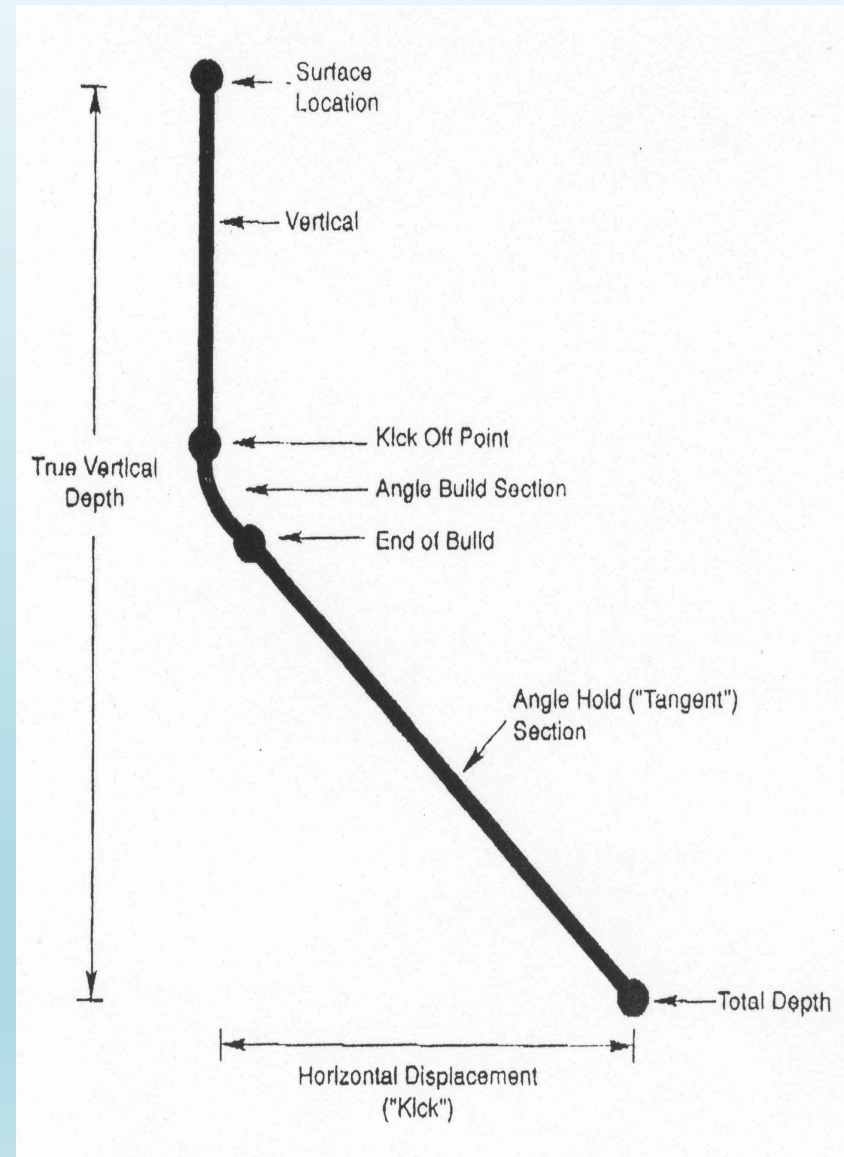 Surface
Location
Vertical
Kick Off Point
True Vertical
Depth
Angle Build Section
End of Build
Angle Hold ("Tangent")
Section
Total Depth
Horizontal Displacement
("Kick")